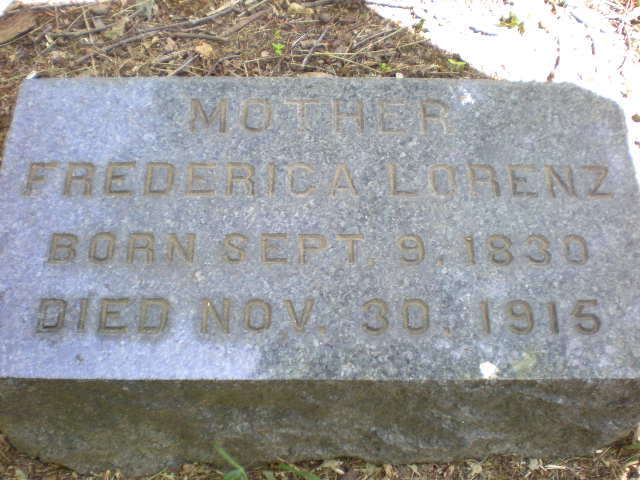 MOTHER
FREDERICA LORENZ
BORN SEPT. 9. 1830
DIED NOV. 30. 1915